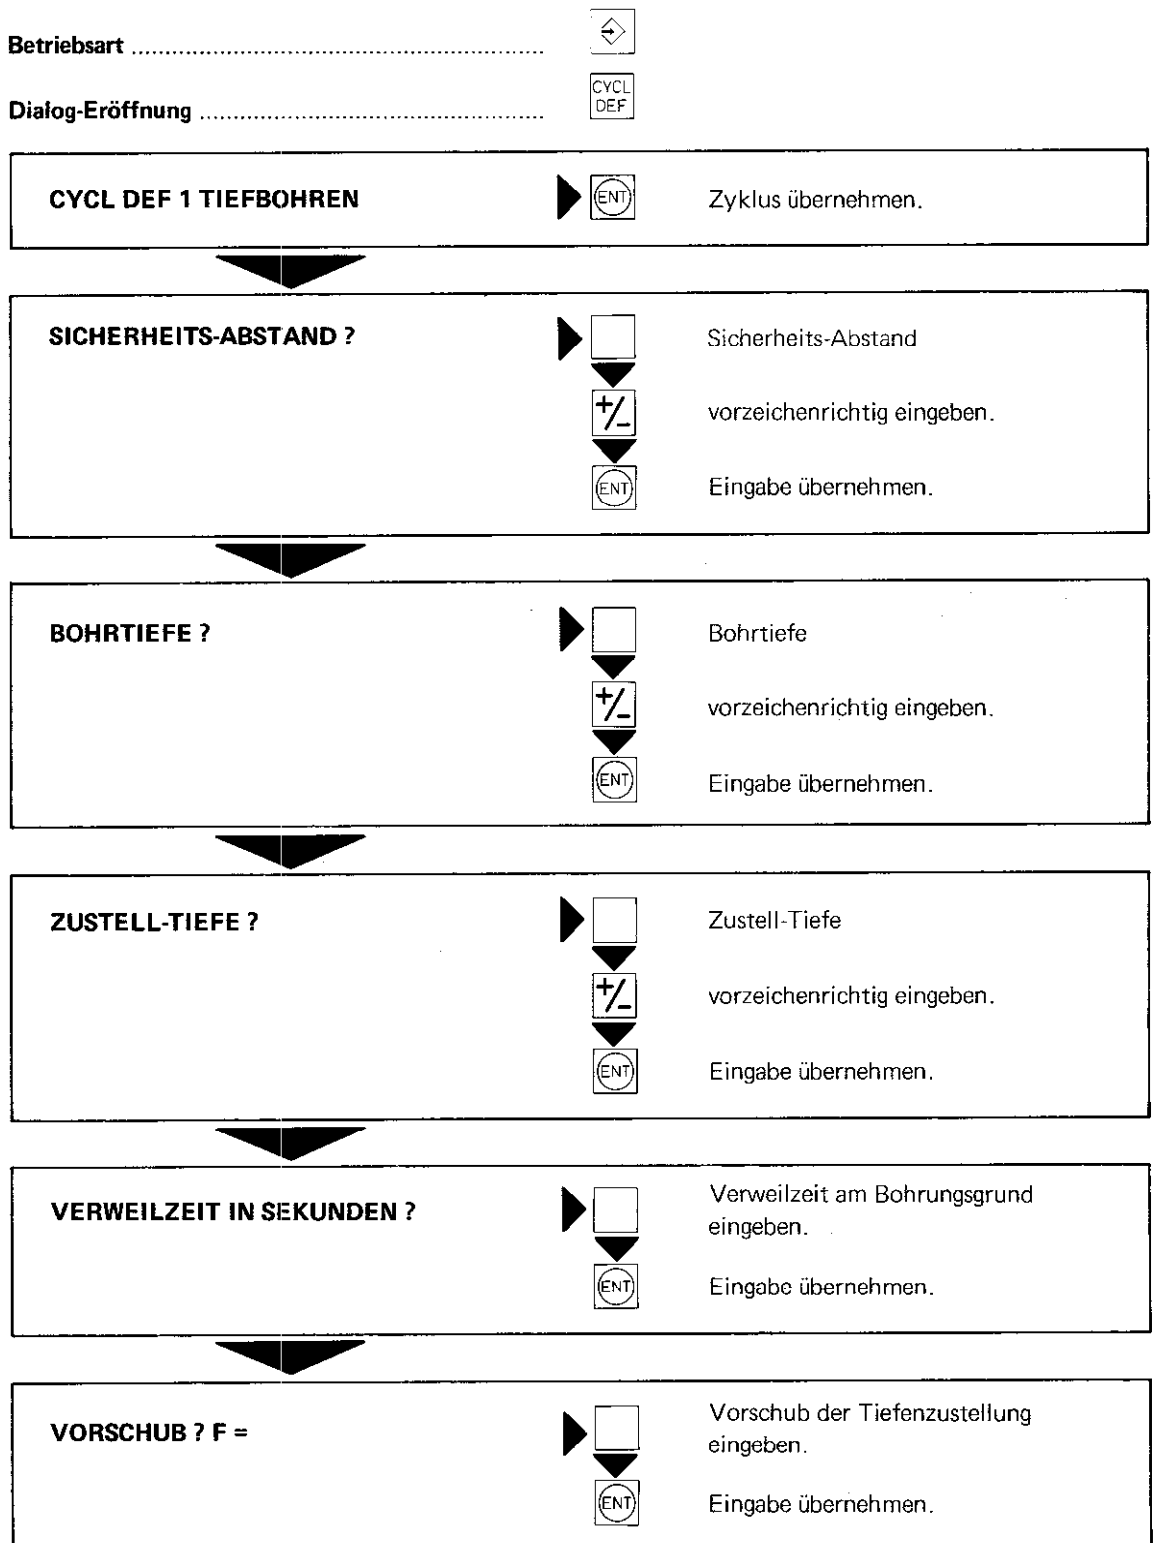 Betriebsart ....................................................
CYCL
DEF
Dialog-Eröffnung ...........................................
CYCL DEF 1 TIEFBOHREN ENT Zyklus übernehmen.
SICHERHEITS-ABSTAND ? Sicherheits-Abstand
+/- vorzeichenrichtig eingeben.
ENT Eingabe übernehmen.
BOHRTIEFE ? Bohrtiefe
+/- vorzeichenrichtig eingeben.
ENT Eingabe übernehmen.
ZUSTELL-TIEFE ? Zustell-Tiefe
+/- vorzeichenrichtig eingeben.
ENT Eingabe übernehmen.
VERWEILZEIT IN SEKUNDEN ? Verweilzeit am Bohrungsgrund
eingeben.
ENT Eingabe übernehmen.
VORSCHUB ? F = Vorschub der Tiefenzustellung
eingeben.
ENT Eingabe übernehmen.